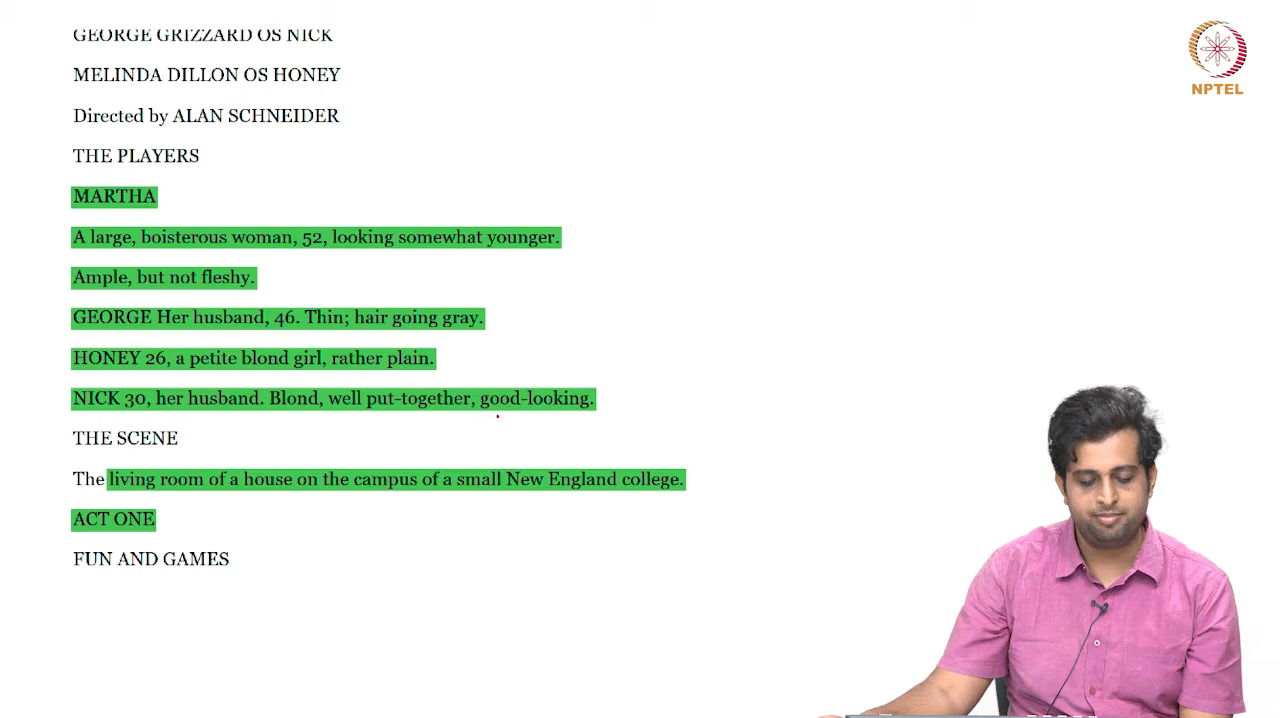 GEORGE GRIZZARD OS NICK
MELINDA DILLON OS HONEY
Directed by ALAN SCHNEIDER
THE PLAYERS
MARTHA
A large, boisterous woman, 52, looking somewhat younger.
Ample, but not fleshy.
GEORGE Her husband, 46. Thin; hair going gray.
HONEY 26, a petite blond girl, rather plain.
NICK 30, her husband. Blond, well put-together, good-looking.
THE SCENE
The living room of a house on the campus of a small New England college.
ACT ONE
FUN AND GAMES
NPTEL